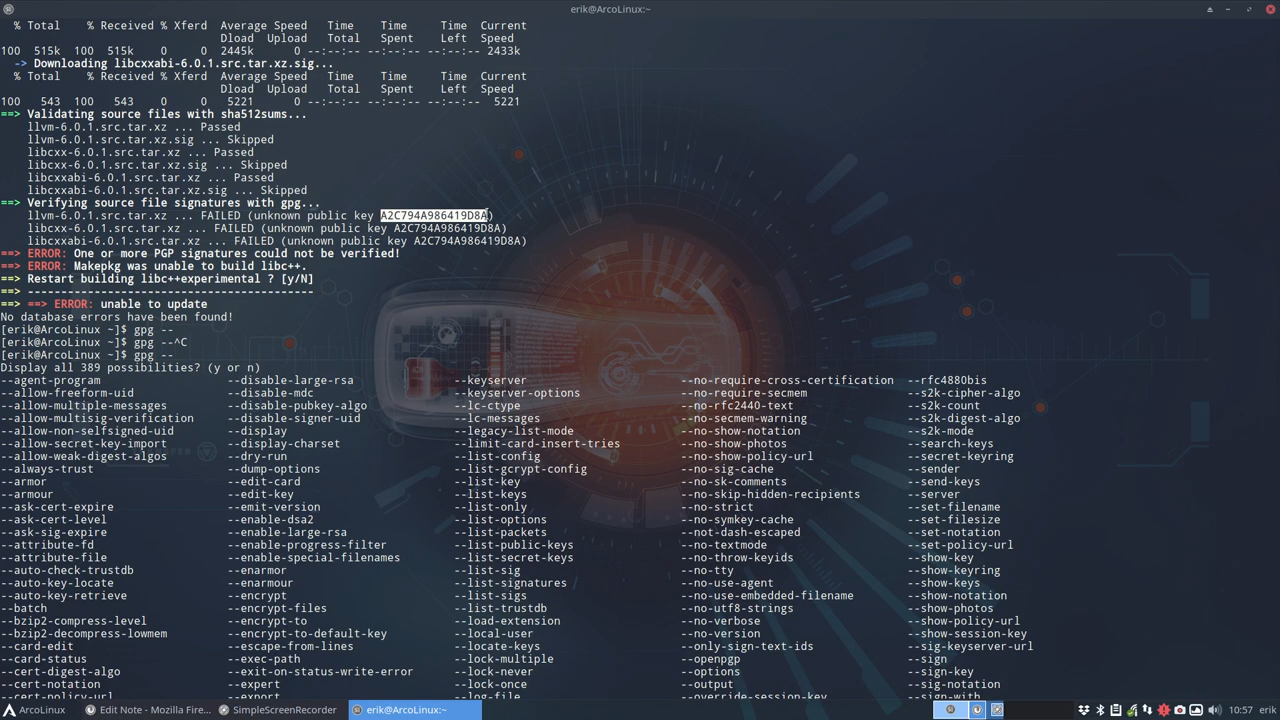 erik@ArcoLinux:~
% Total    % Received % Xferd  Average Speed   Time    Time     Time  Current
Dload  Upload   Total   Spent    Left  Speed
100  515k  100  515k    0     0  2445k      0 --:--:-- --:--:-- --:--:-- 2433k
-> Downloading libcxxabi-6.0.1.src.tar.xz.sig...
% Total    % Received % Xferd  Average Speed   Time    Time     Time  Current
Dload  Upload   Total   Spent    Left  Speed
100   543  100   543    0     0   5221      0 --:--:-- --:--:-- --:--:--  5221
==> Validating source files with sha512sums...
llvm-6.0.1.src.tar.xz ... Passed
llvm-6.0.1.src.tar.xz.sig ... Skipped
libcxx-6.0.1.src.tar.xz ... Passed
libcxx-6.0.1.src.tar.xz.sig ... Skipped
libcxxabi-6.0.1.src.tar.xz ... Passed
libcxxabi-6.0.1.src.tar.xz.sig ... Skipped
==> Verifying source file signatures with gpg...
llvm-6.0.1.src.tar.xz ... FAILED (unknown public key A2C794A986419D8A)
libcxx-6.0.1.src.tar.xz ... FAILED (unknown public key A2C794A986419D8A)
libcxxabi-6.0.1.src.tar.xz ... FAILED (unknown public key A2C794A986419D8A)
==> ERROR: One or more PGP signatures could not be verified!
==> ERROR: Makepkg was unable to build libc++.
==> Restart building libc++experimental ? [y/N]
==> -------------------------------------------
==> ==> ERROR: unable to update
No database errors have been found!
[erik@ArcoLinux ~]$ gpg --
[erik@ArcoLinux ~]$ gpg --^C
[erik@ArcoLinux ~]$ gpg --
Display all 389 possibilities? (y or n)
--agent-program --disable-large-rsa --keyserver --no-require-cross-certification --rfc4880bis
--allow-freeform-uid --disable-mdc --keyserver-options --no-require-secmem --s2k-cipher-algo
--allow-multiple-messages --disable-pubkey-algo --lc-ctype --no-rfc2440-text --s2k-count
--allow-multisig-verification --disable-signer-uid --lc-messages --no-secmem-warning --s2k-digest-algo
--allow-non-selfsigned-uid --display --legacy-list-mode --no-show-notation --s2k-mode
--allow-secret-key-import --display-charset --limit-card-insert-tries --no-show-photos --search-keys
--allow-weak-digest-algos --dry-run --list-config --no-show-policy-url --secret-keyring
--always-trust --dump-options --list-gcrypt-config --no-sig-cache --sender
--armor --edit-card --list-key --no-sk-comments --send-keys
--armour --edit-key --list-keys --no-skip-hidden-recipients --server
--ask-cert-expire --emit-version --list-only --no-strict --set-filename
--ask-cert-level --enable-dsa2 --list-options --no-symkey-cache --set-filesize
--ask-sig-expire --enable-large-rsa --list-packets --not-dash-escaped --set-notation
--attribute-fd --enable-progress-filter --list-public-keys --no-textmode --set-policy-url
--attribute-file --enable-special-filenames --list-secret-keys --no-throw-keyids --show-key
--auto-check-trustdb --enarmor --list-sig --no-tty --show-keyring
--auto-key-locate --enarmour --list-signatures --no-use-agent --show-keys
--auto-key-retrieve --encrypt --list-sigs --no-use-embedded-filename --show-notation
--batch --encrypt-files --list-trustdb --no-utf8-strings --show-photos
--bzip2-compress-level --encrypt-to --load-extension --no-verbose --show-policy-url
--bzip2-decompress-lowmem --encrypt-to-default-key --local-user --no-version --show-session-key
--card-edit --escape-from-lines --locate-keys --only-sign-text-ids --sig-keyserver-url
--card-status --exec-path --lock-multiple --openpgp --sign
--cert-digest-algo --exit-on-status-write-error --lock-never --options --sign-key
--cert-notation --expert --lock-once --output --sig-notation
--cert-policy-url --export --log-file --override-session-key --sign-with
ArcoLinux Edit Note - Mozilla Fire... SimpleScreenRecorder erik@ArcoLinux:~ 10:57 erik